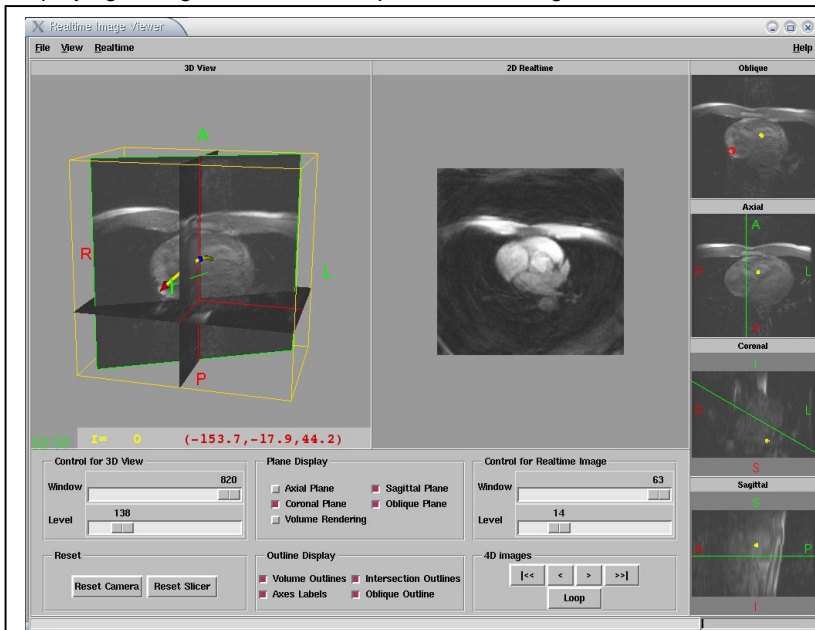 Realtime Image Viewer
File View Realtime Help
3D View
2D Realtime
Oblique
A
R
L
P
I= 0 (-153.7,-17.9,44.2)
Axial
A
R L
P
Coronal
I
R L
S
Sagittal
S
A P
I
Control for 3D View
Window 820
Level 138
Plane Display
Axial Plane Sagittal Plane
Coronal Plane Oblique Plane
Volume Rendering
Control for Realtime Image
Window 63
Level 14
Reset
Reset Camera Reset Slicer
Outline Display
Volume Outlines Intersection Outlines
Axes Labels Oblique Outline
4D images
|<< < > >>|
Loop